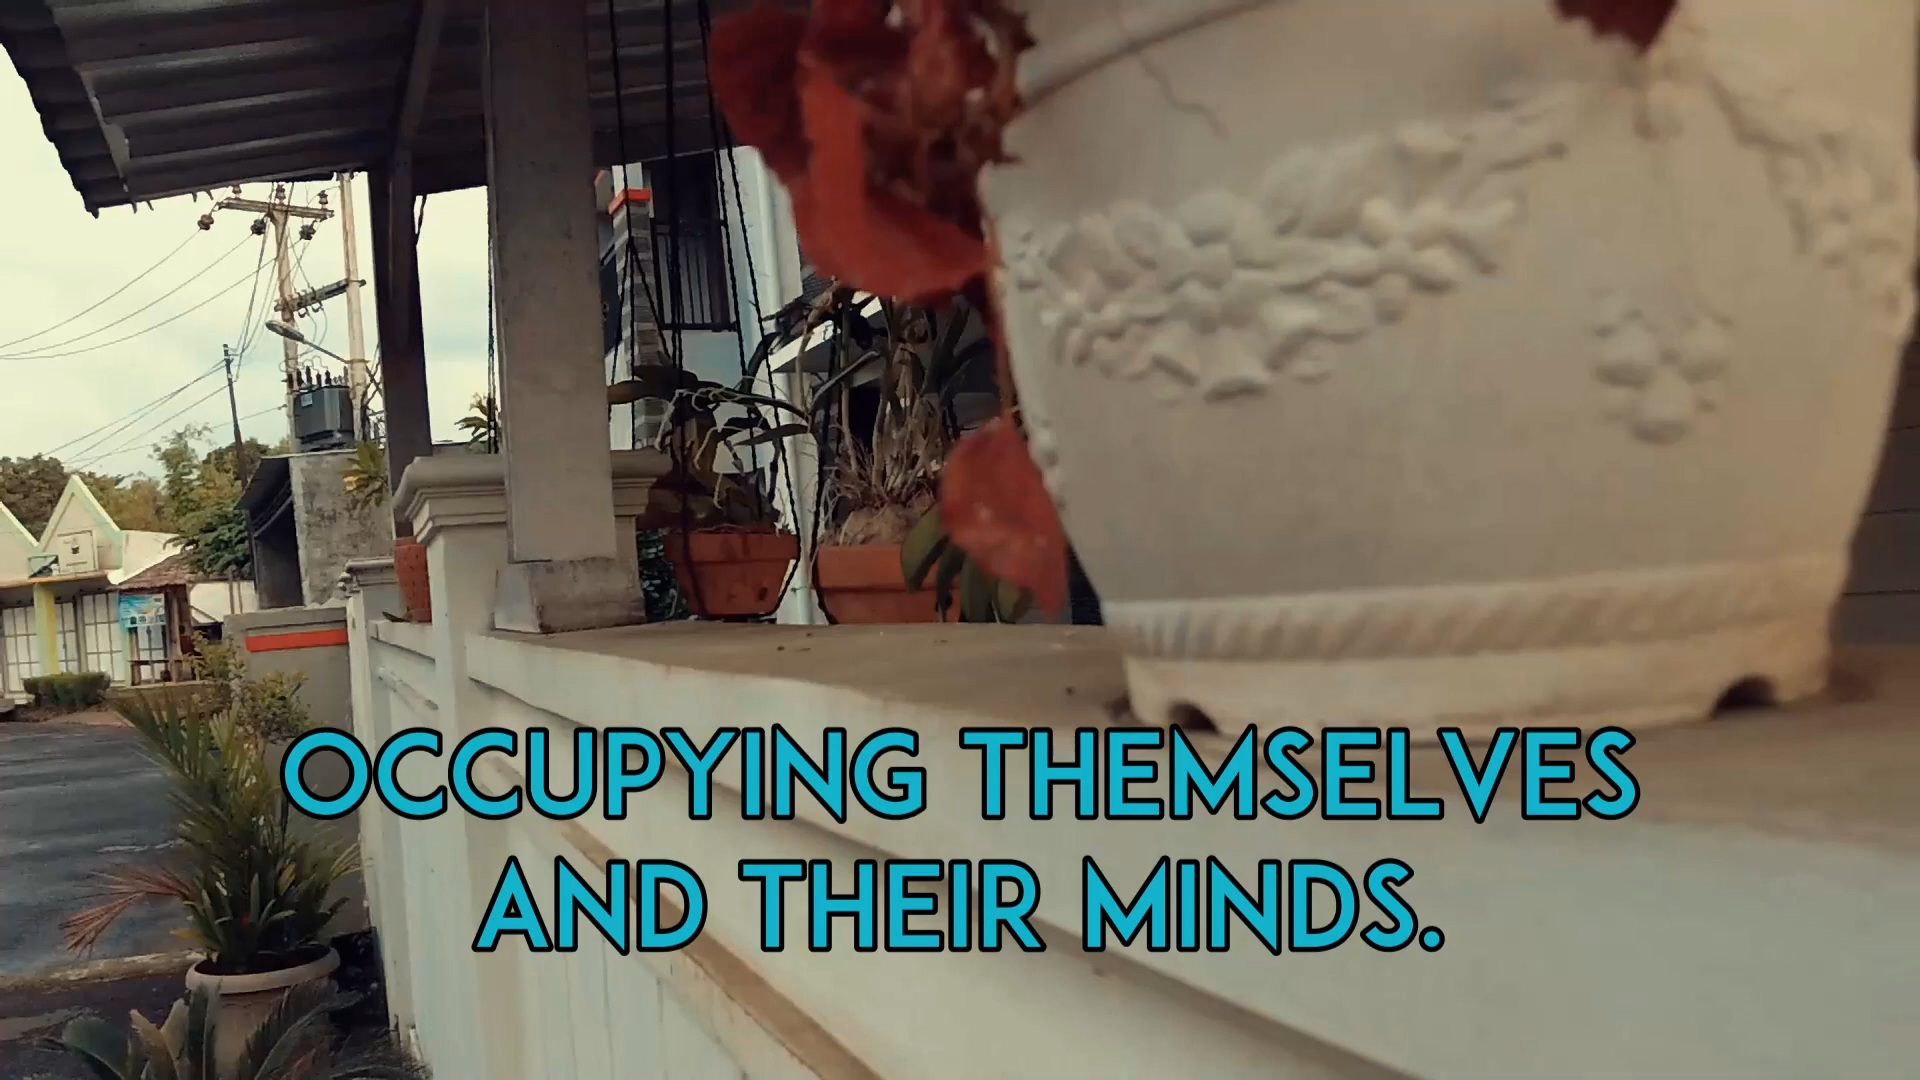 OCCUPYING THEMSELVES
AND THEIR MINDS.